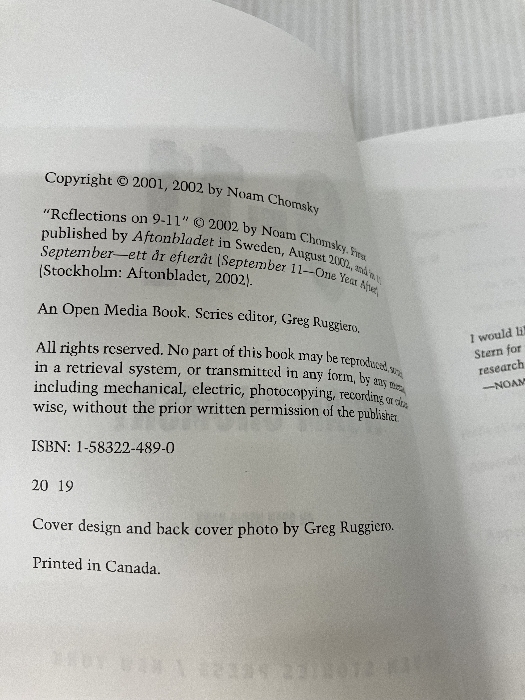 Copyright © 2001, 2002 by Noam Chomsky
"Reflections on 9-11" © 2002 by Noam Chomsky. First
published by Aftonbladet in Sweden, August 2002, and in
September—ett år efteråt (September 11--One Year After)
(Stockholm: Aftonbladet, 2002).
An Open Media Book. Series editor, Greg Ruggiero.
All rights reserved. No part of this book may be reproduced,
in a retrieval system, or transmitted in any form, by any
including mechanical, electric, photocopying, recording or
wise, without the prior written permission of the publisher.
ISBN: 1-58322-489-0
20 19
Cover design and back cover photo by Greg Ruggiero.
Printed in Canada.
I would
Stern for
research
—NOAM